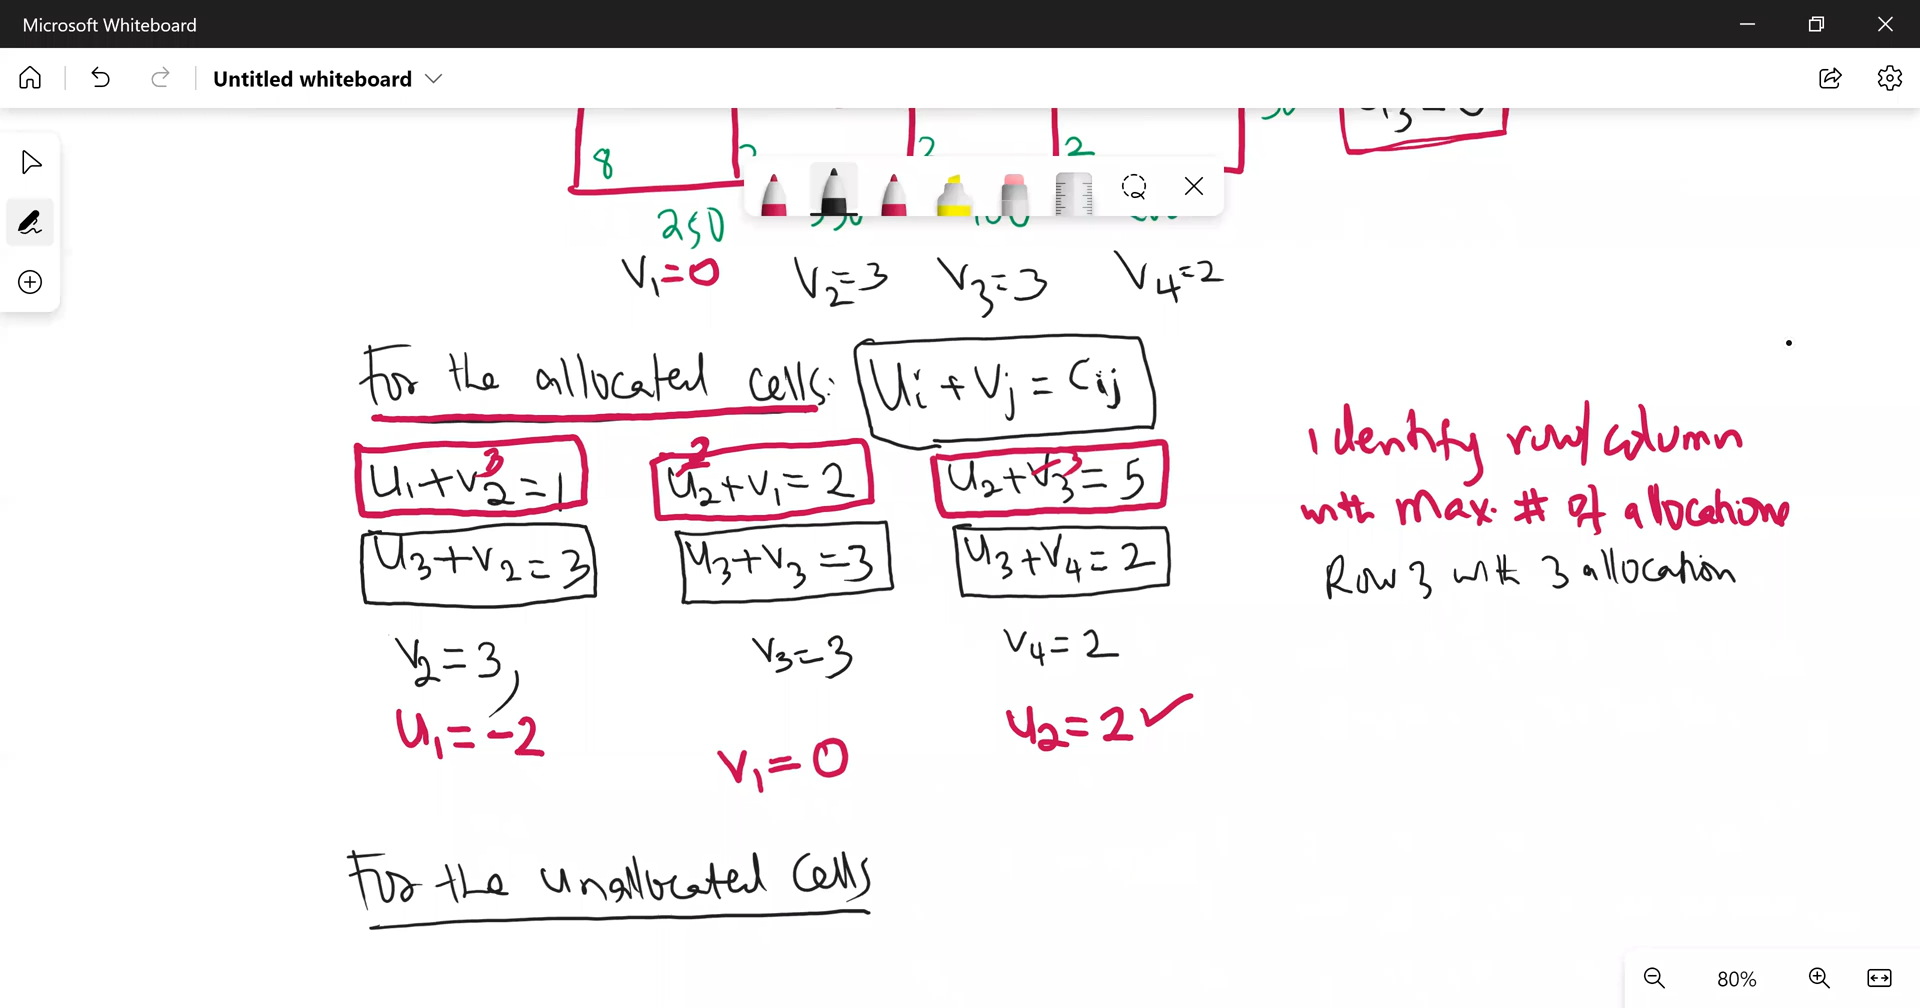 Microsoft Whiteboard
Untitled whiteboard
8 2 2
250
V₁=0 V₂=3 V₃=3 V₄=2
For the allocated cells: Ui + Vj = Cij
U₁+V₂=1 U₂+V₁=2 U₂+V₃=5
3 2 3
U₃+V₂=3 U₃+V₃=3 U₃+V₄=2
V₂=3, V₃=3 V₄=2
U₁=-2 V₁=0 U₂=2✓
Identify row/column
with max. # of allocations
Row 3 with 3 allocation
For the unallocated cells
80%